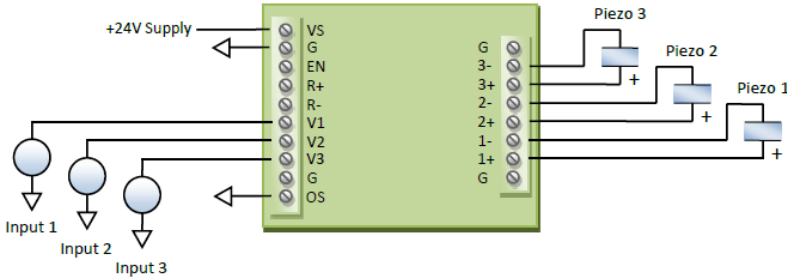 +24V Supply
VS
G
EN
R+
R-
V1
V2
V3
G
OS
G
3-
3+
2-
2+
1-
1+
G
Piezo 3
+
Piezo 2
+
Piezo 1
+
Input 1
Input 2
Input 3